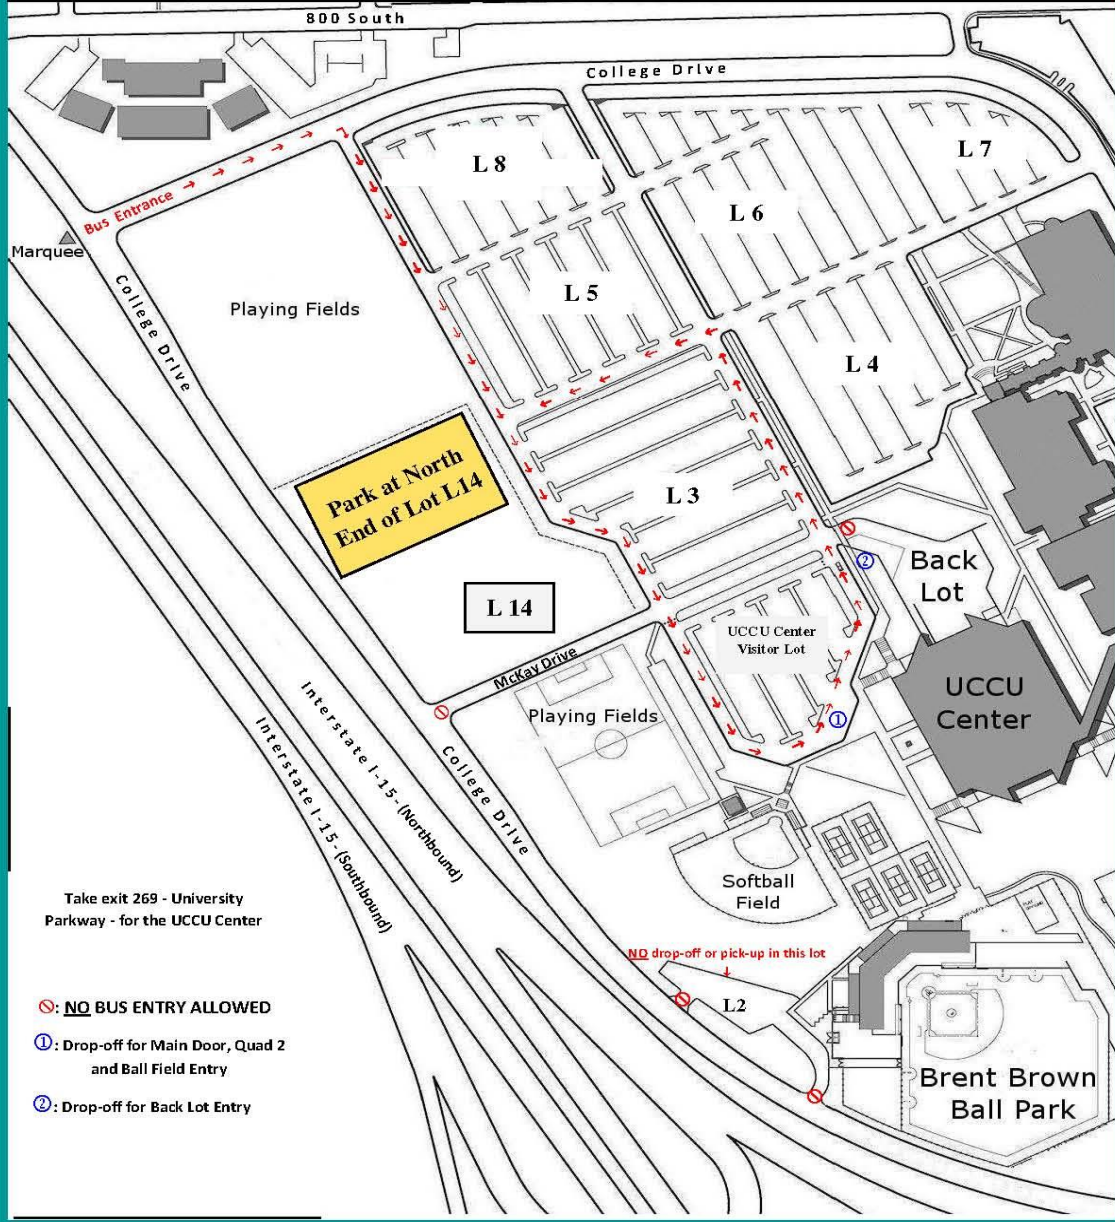 800 South
College Drive
L 8
L 7
L 6
Bus Entrance
Marquee
College Drive
Playing Fields
L 5
L 4
Park at North
End of Lot L14
L 3
Back
Lot
②
L 14
UCCU Center
Visitor Lot
McKay Drive
UCCU
Center
Playing Fields
①
Interstate I-15 - (Northbound)
Interstate I-15 - (Southbound)
College Drive
Softball
Field
Take exit 269 - University
Parkway - for the UCCU Center
NO drop-off or pick-up in this lot
L2
: NO BUS ENTRY ALLOWED
①: Drop-off for Main Door, Quad 2
and Ball Field Entry
②: Drop-off for Back Lot Entry
Brent Brown
Ball Park